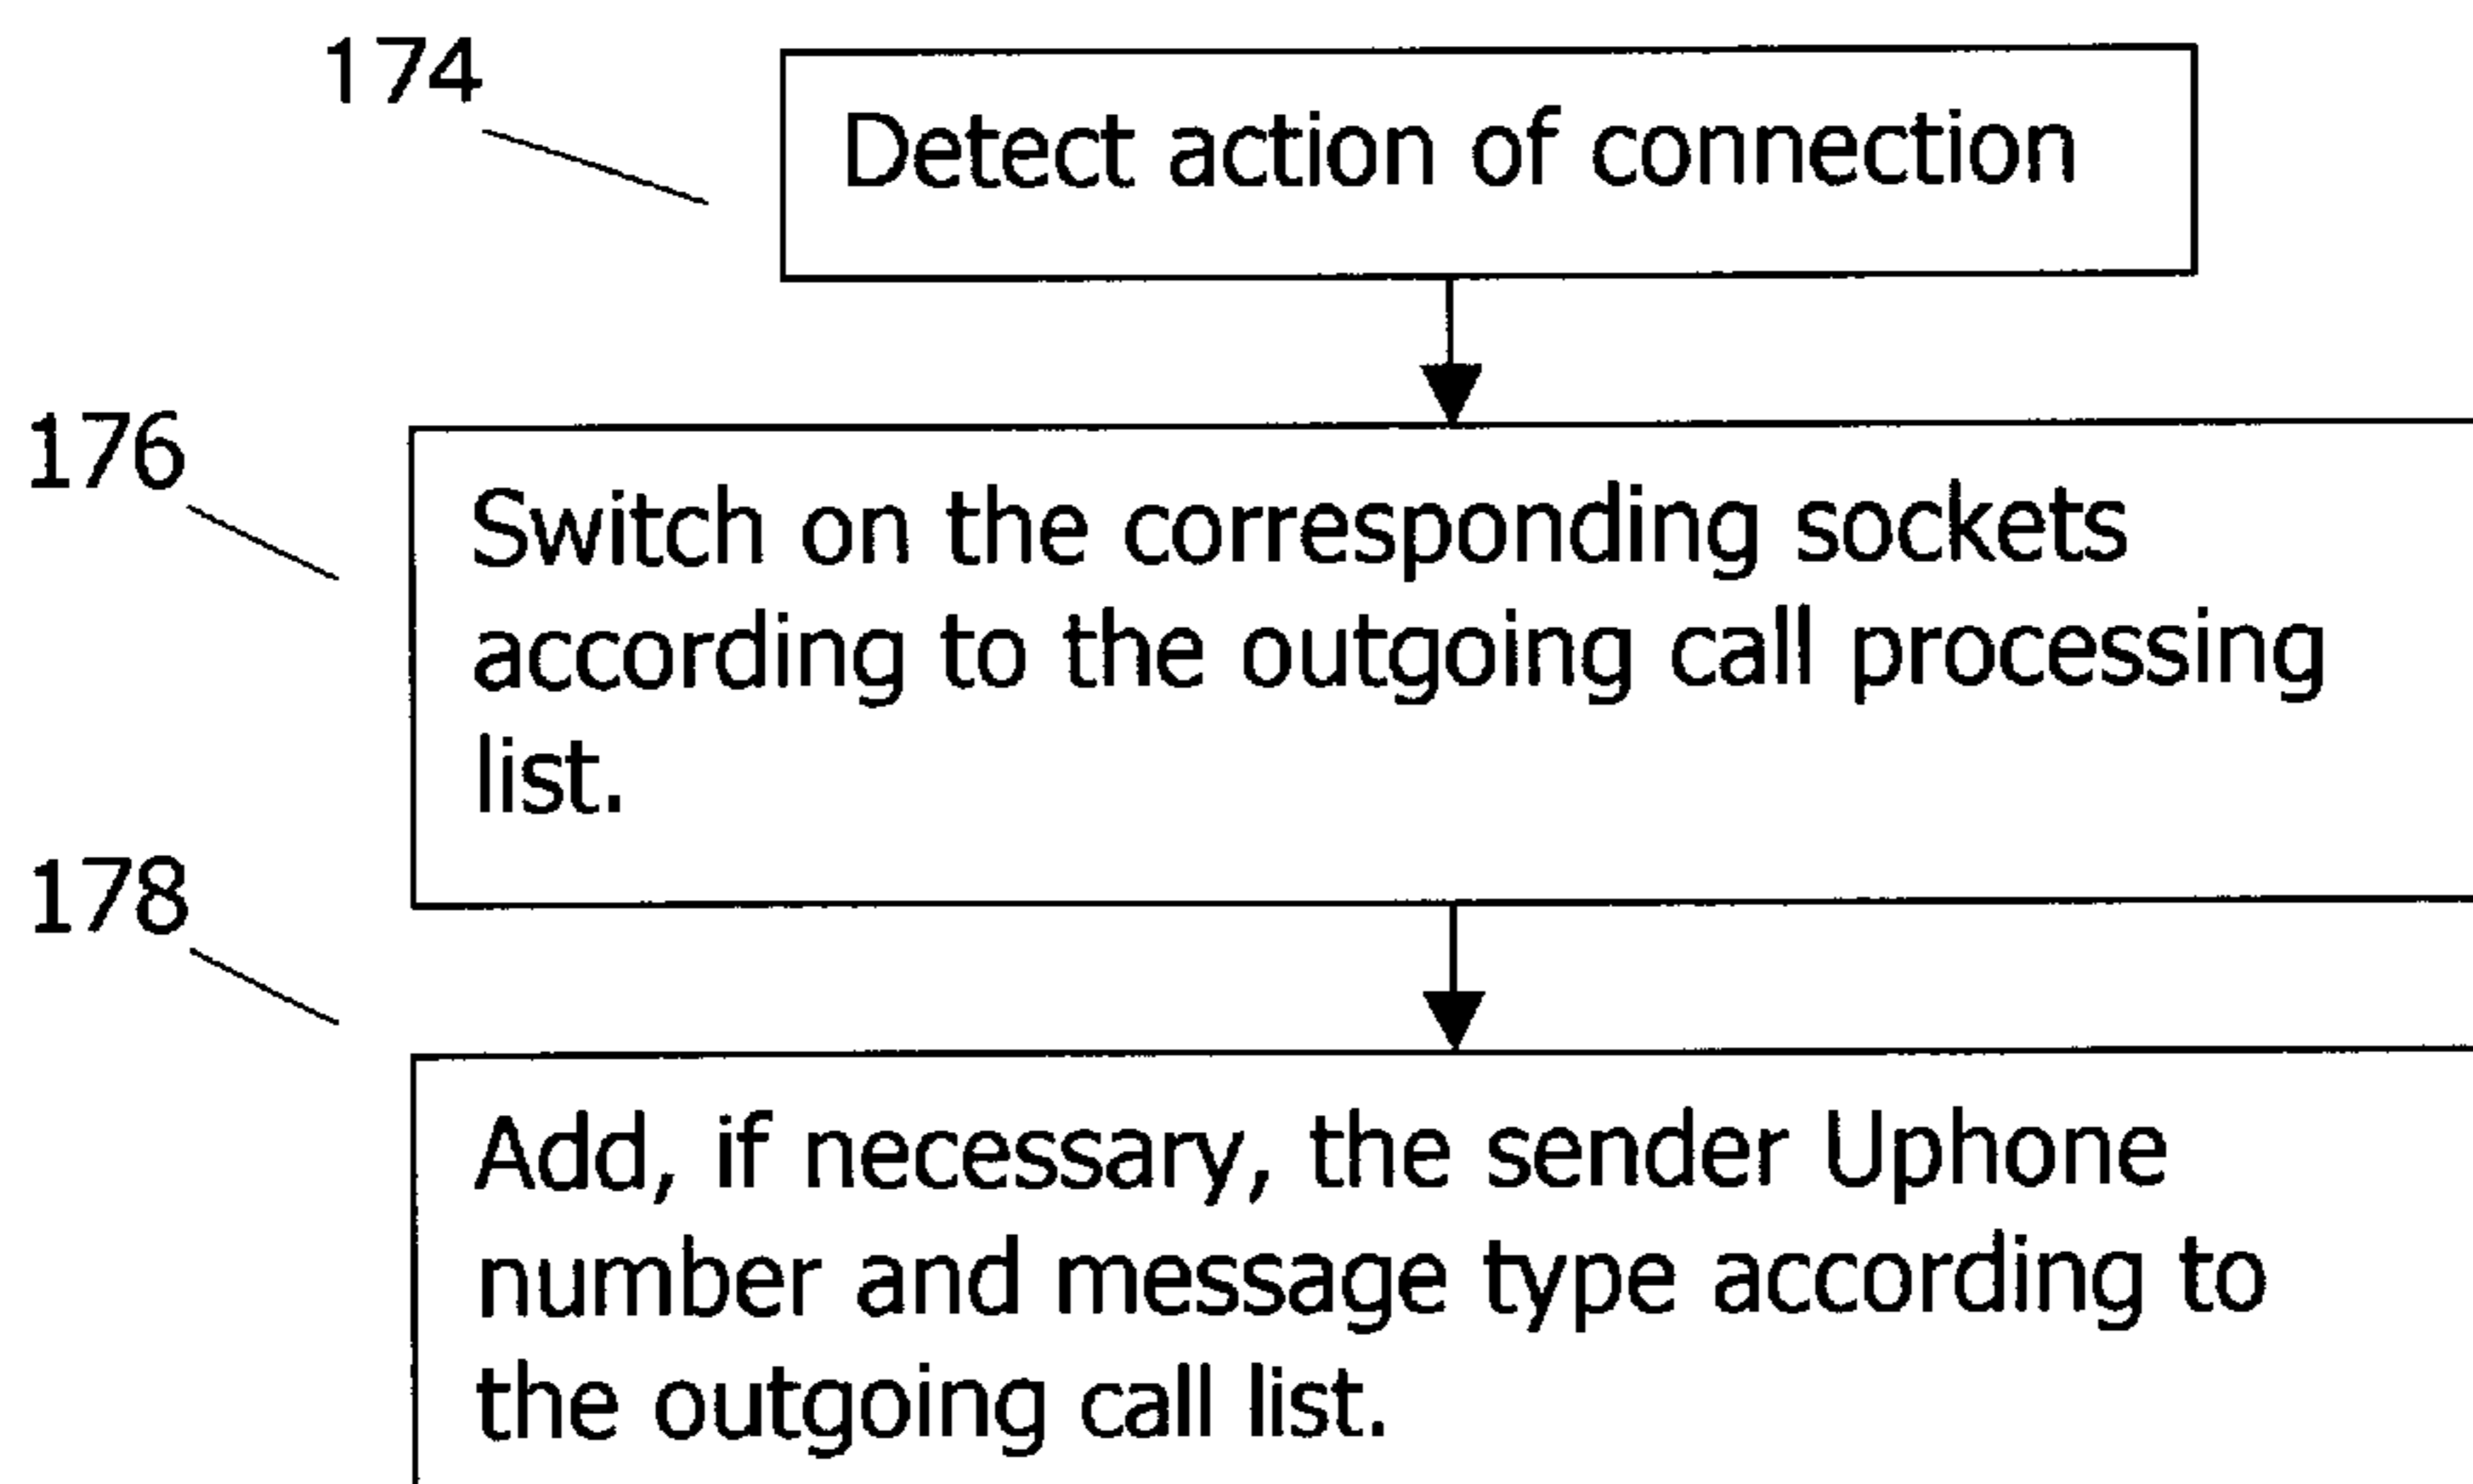 174
Detect action of connection
176
Switch on the corresponding sockets
according to the outgoing call processing
list.
178
Add, if necessary, the sender Uphone
number and message type according to
the outgoing call list.